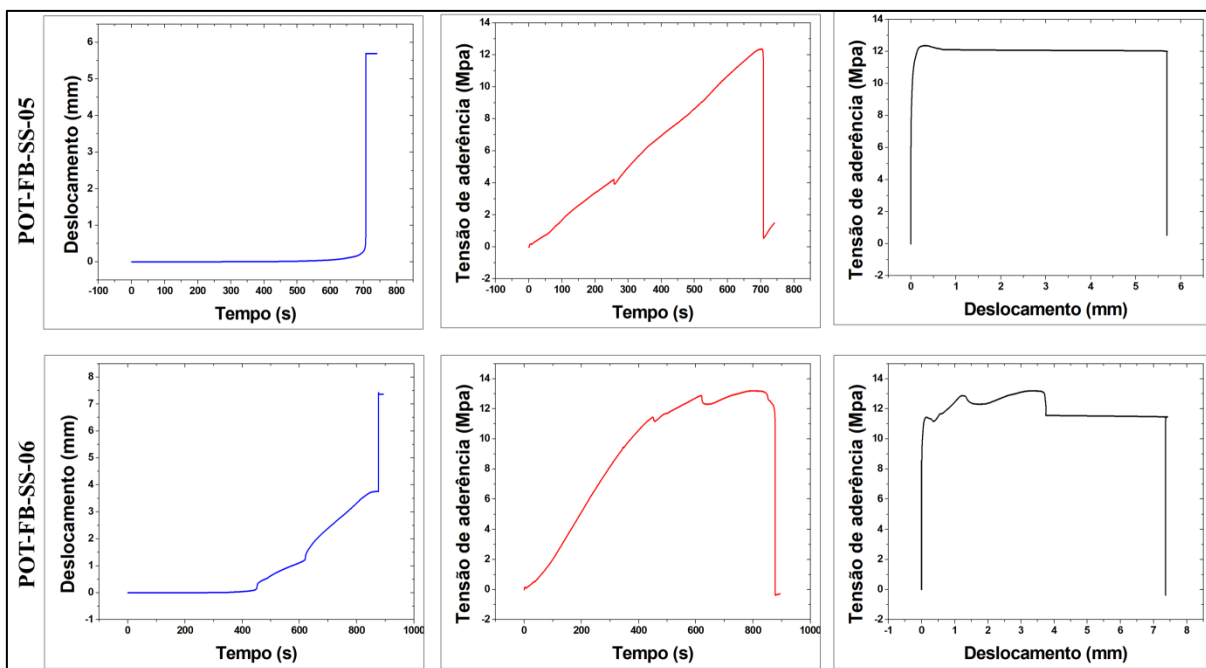 POT-FB-SS-05
Deslocamento (mm)
6
5
4
3
2
1
0
-100 0 100 200 300 400 500 600 700 800
Tempo (s)
Tensão de aderência (Mpa)
14
12
10
8
6
4
2
0
-2
-100 0 100 200 300 400 500 600 700 800
Tempo (s)
Tensão de aderência (Mpa)
14
12
10
8
6
4
2
0
-2
0 1 2 3 4 5 6
Deslocamento (mm)
POT-FB-SS-06
Deslocamento (mm)
8
7
6
5
4
3
2
1
0
-1
0 200 400 600 800 1000
Tempo (s)
Tensão de aderência (Mpa)
14
12
10
8
6
4
2
0
-2
0 200 400 600 800 1000
Tempo (s)
Tensão de aderência (Mpa)
14
12
10
8
6
4
2
0
-2
-1 0 1 2 3 4 5 6 7 8
Deslocamento (mm)